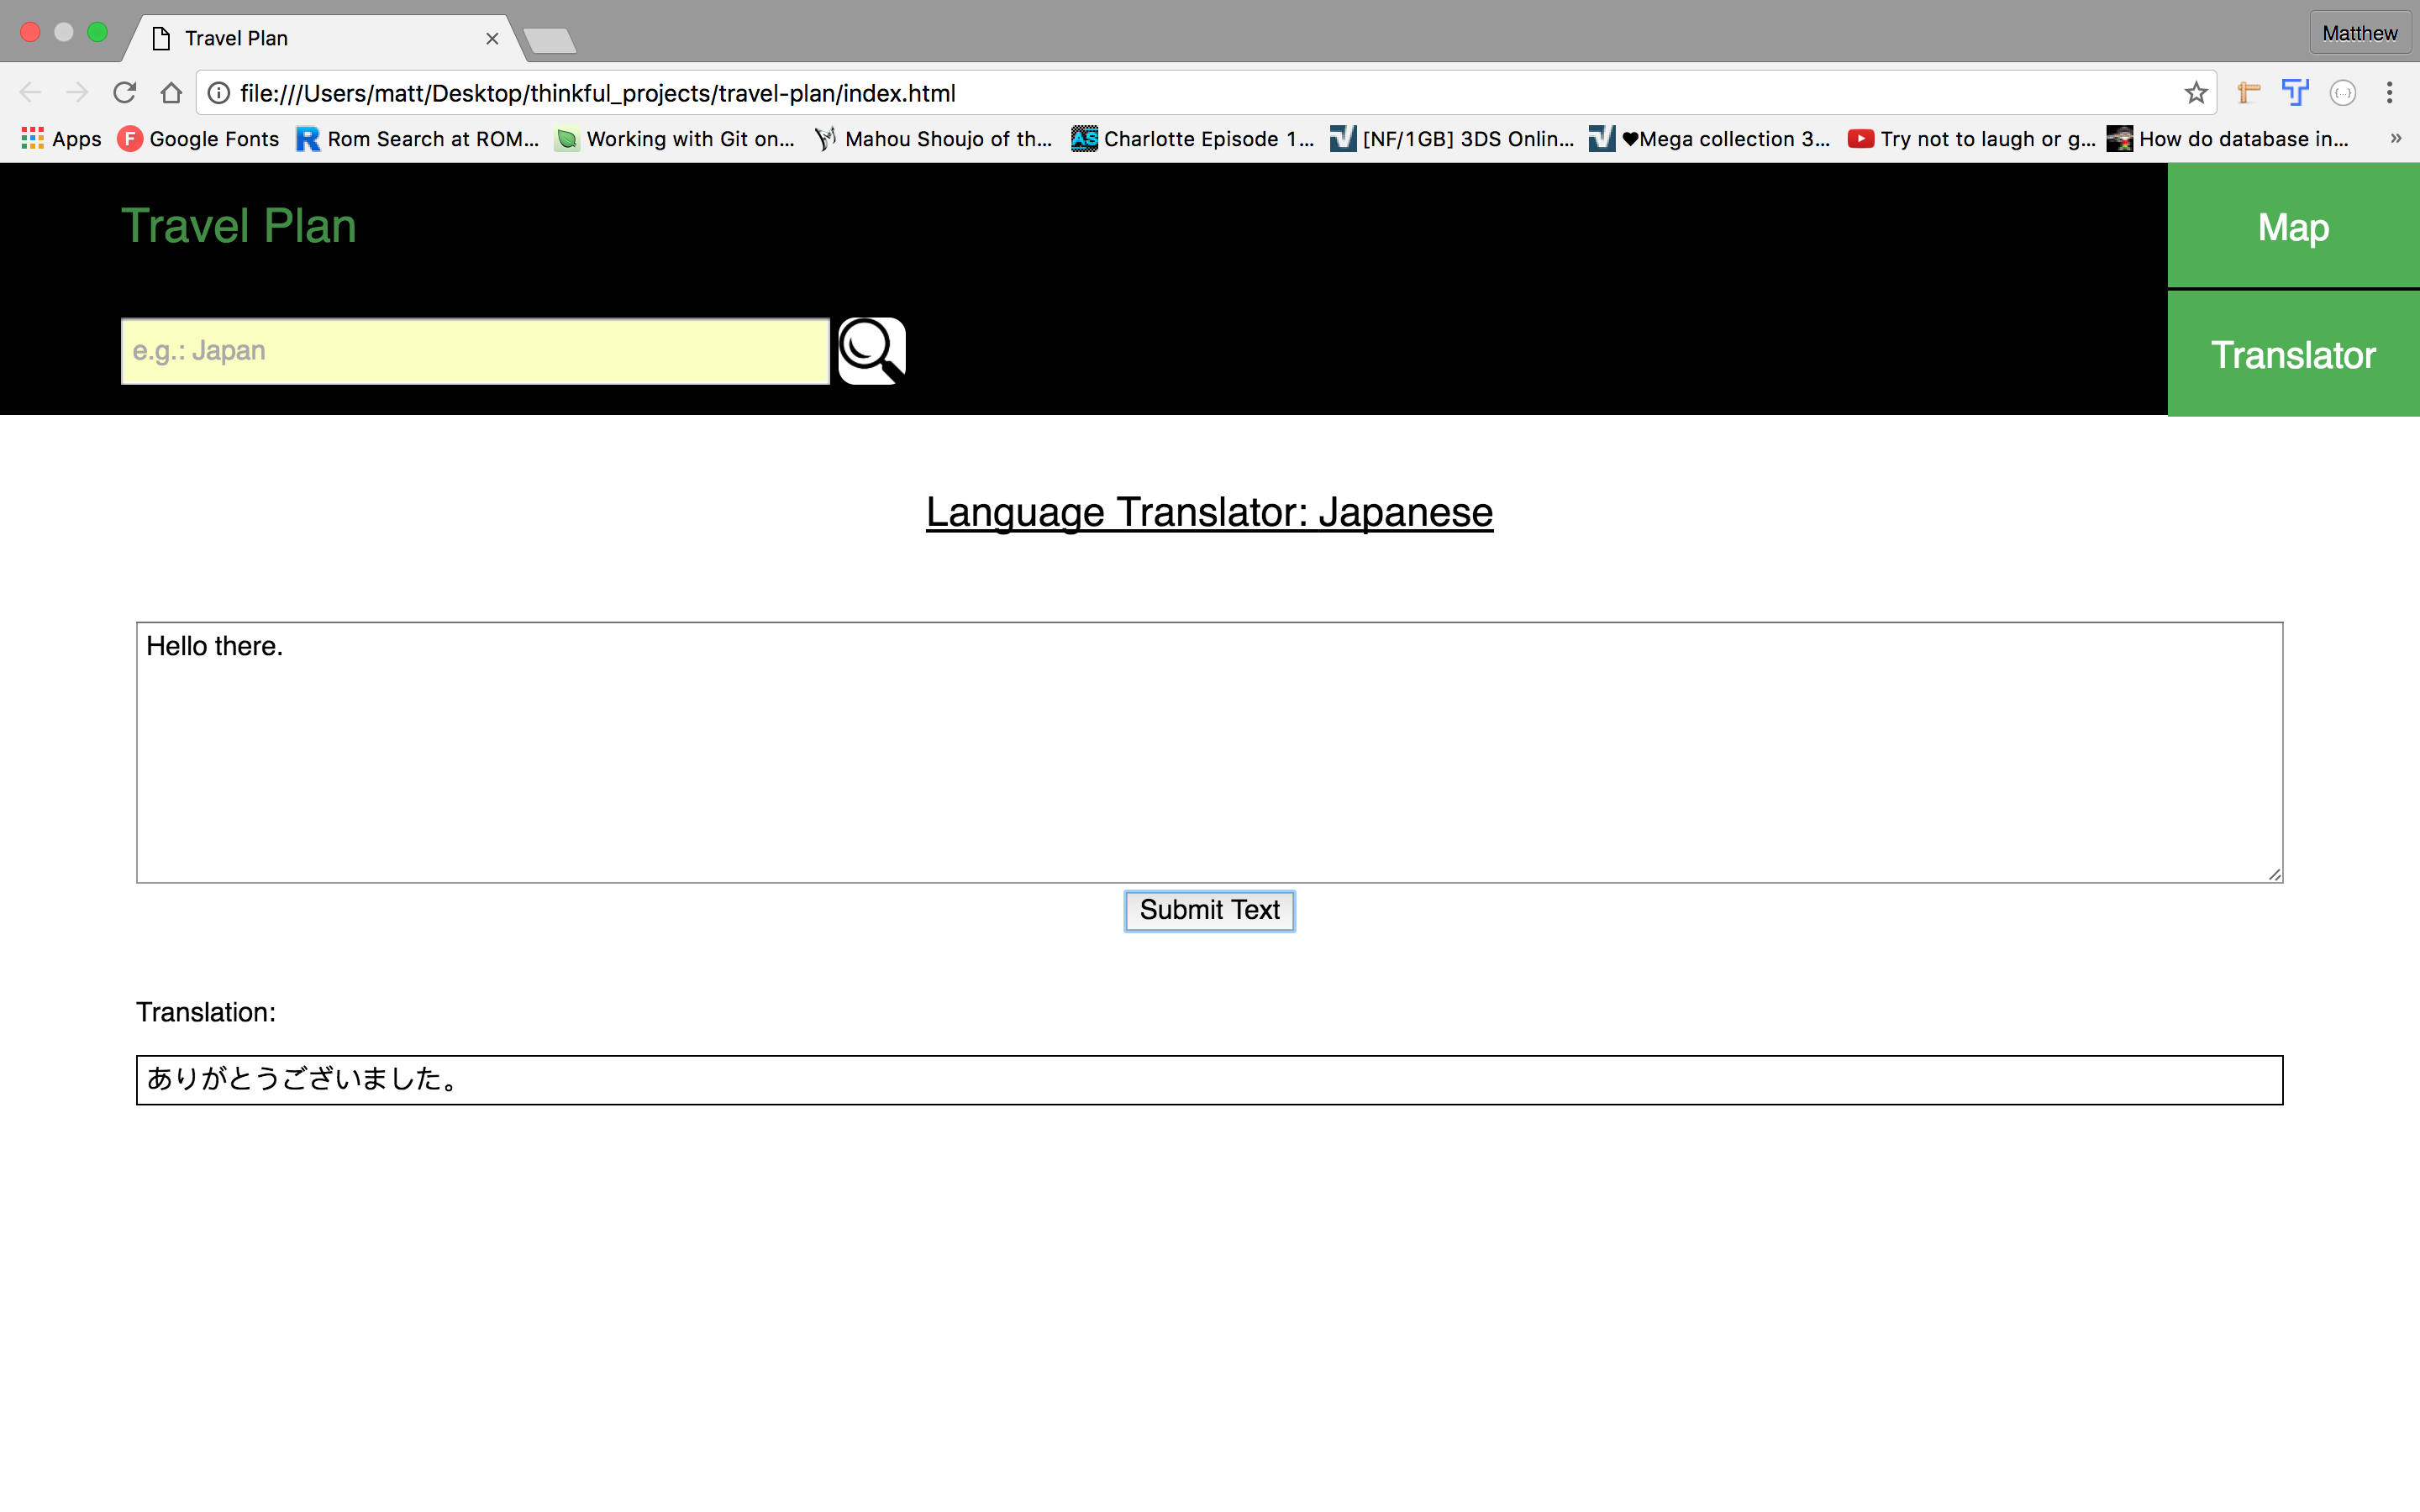 Travel Plan
Matthew
file:///Users/matt/Desktop/thinkful_projects/travel-plan/index.html
Apps Google Fonts Rom Search at ROM... Working with Git on... Mahou Shoujo of th... Charlotte Episode 1... [NF/1GB] 3DS Onlin... ♥Mega collection 3... Try not to laugh or g... How do database in... »
Travel Plan
Map
e.g.: Japan
Translator
Language Translator: Japanese
Hello there.
Submit Text
Translation:
ありがとうございました。